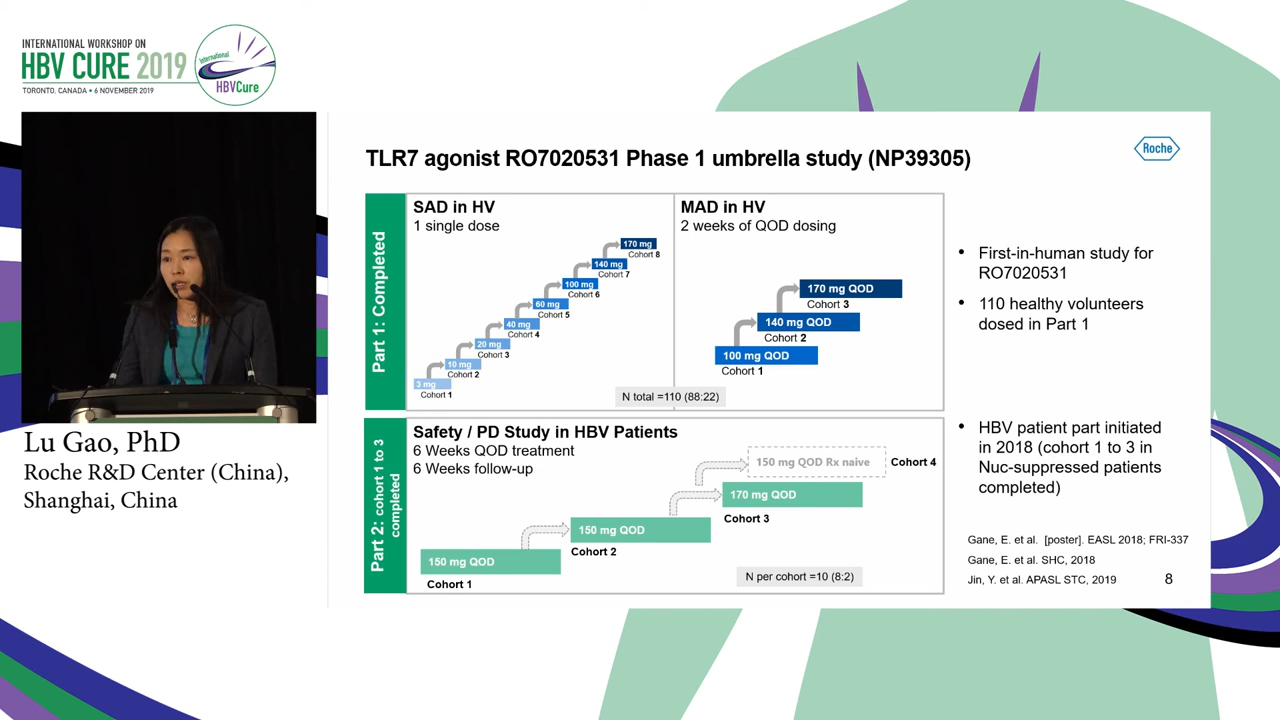 INTERNATIONAL WORKSHOP ON
HBV CURE 2019
TORONTO, CANADA • 6 NOVEMBER 2019
International
HBVCure
Lu Gao, PhD
Roche R&D Center (China),
Shanghai, China
TLR7 agonist RO7020531 Phase 1 umbrella study (NP39305)
Roche
Part 1: Completed
SAD in HV
1 single dose
170 mg
Cohort 8
140 mg
Cohort 7
100 mg
Cohort 6
60 mg
Cohort 5
40 mg
Cohort 4
20 mg
Cohort 3
10 mg
Cohort 2
3 mg
Cohort 1
MAD in HV
2 weeks of QOD dosing
170 mg QOD
Cohort 3
140 mg QOD
Cohort 2
100 mg QOD
Cohort 1
N total =110 (88:22)
• First-in-human study for
RO7020531
• 110 healthy volunteers
dosed in Part 1
Part 2: cohort 1 to 3
completed
Safety / PD Study in HBV Patients
6 Weeks QOD treatment
6 Weeks follow-up
150 mg QOD Rx naive
Cohort 4
170 mg QOD
Cohort 3
150 mg QOD
Cohort 2
150 mg QOD
Cohort 1
N per cohort =10 (8:2)
• HBV patient part initiated
in 2018 (cohort 1 to 3 in
Nuc-suppressed patients
completed)
Gane, E. et al. [poster]. EASL 2018; FRI-337
Gane, E. et al. SHC, 2018
Jin, Y. et al. APASL STC, 2019
8